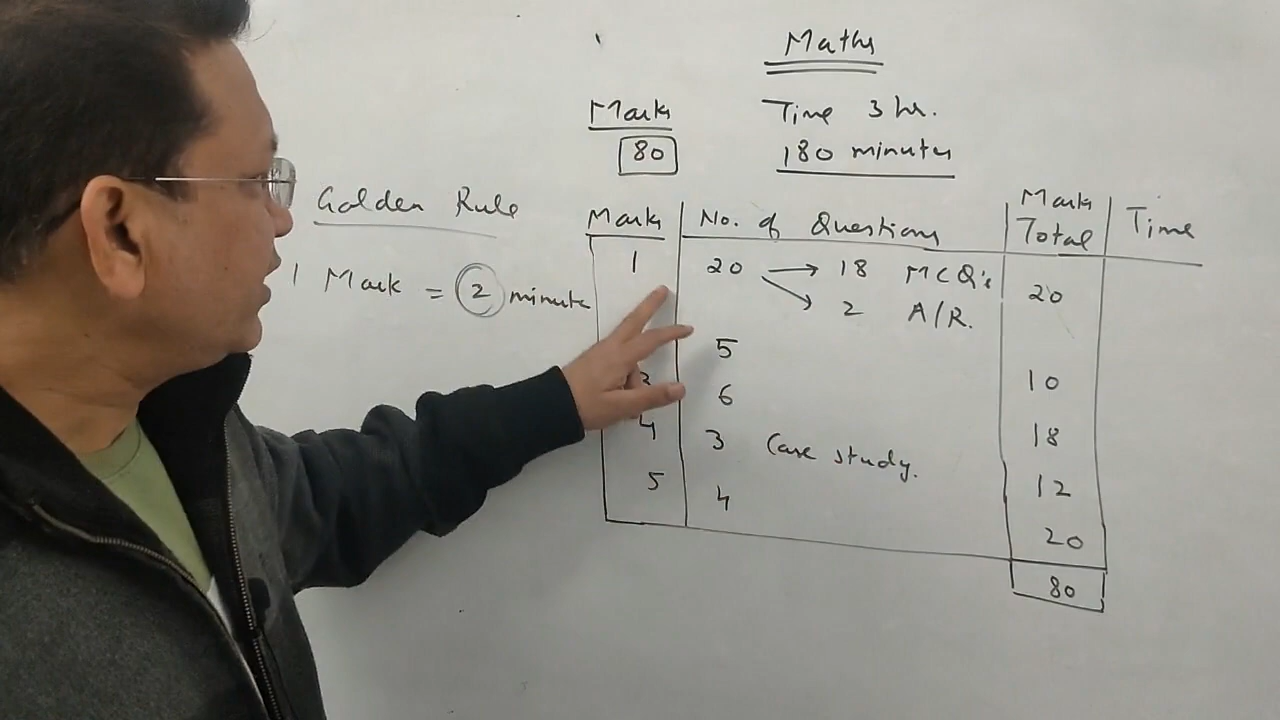 Maths
Marks Time 3 hr.
80 180 minutes
Golden Rule
1 Mark = 2 minute
Marks No. of Questions Marks Total Time
1 20 → 18 MCQ's 20
→ 2 A/R.
5 10
3 6 18
4 3 Case study. 12
5 4 20
80